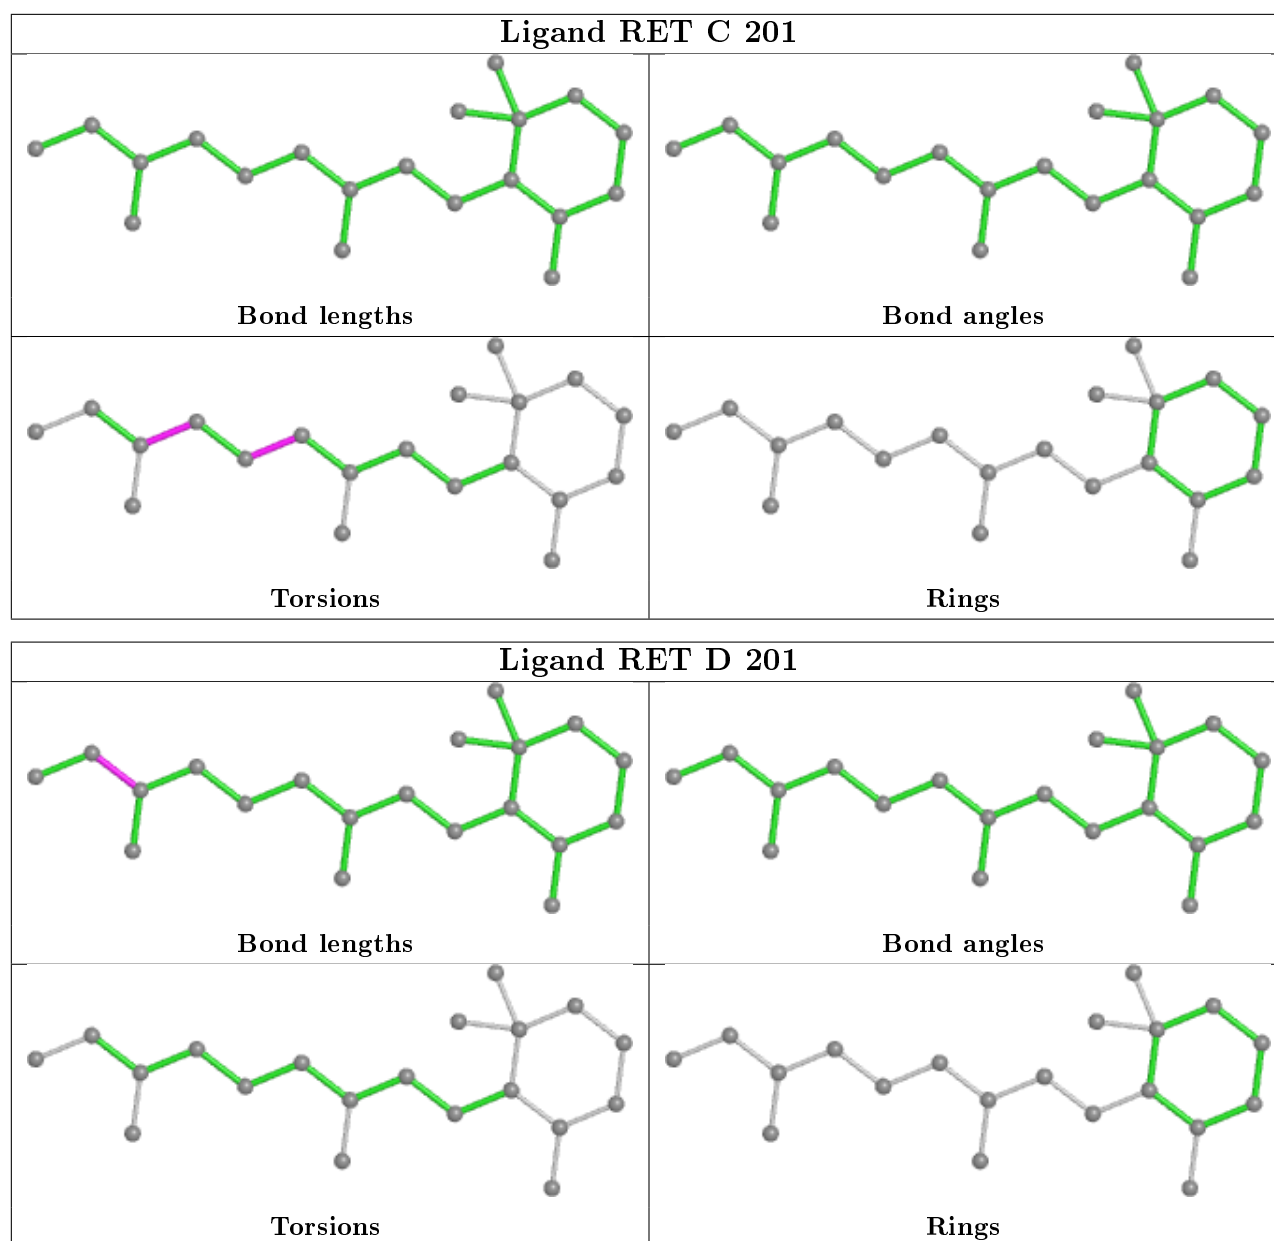 Ligand RET C 201
Bond lengths
Bond angles
Torsions
Rings
Ligand RET D 201
Bond lengths
Bond angles
Torsions
Rings